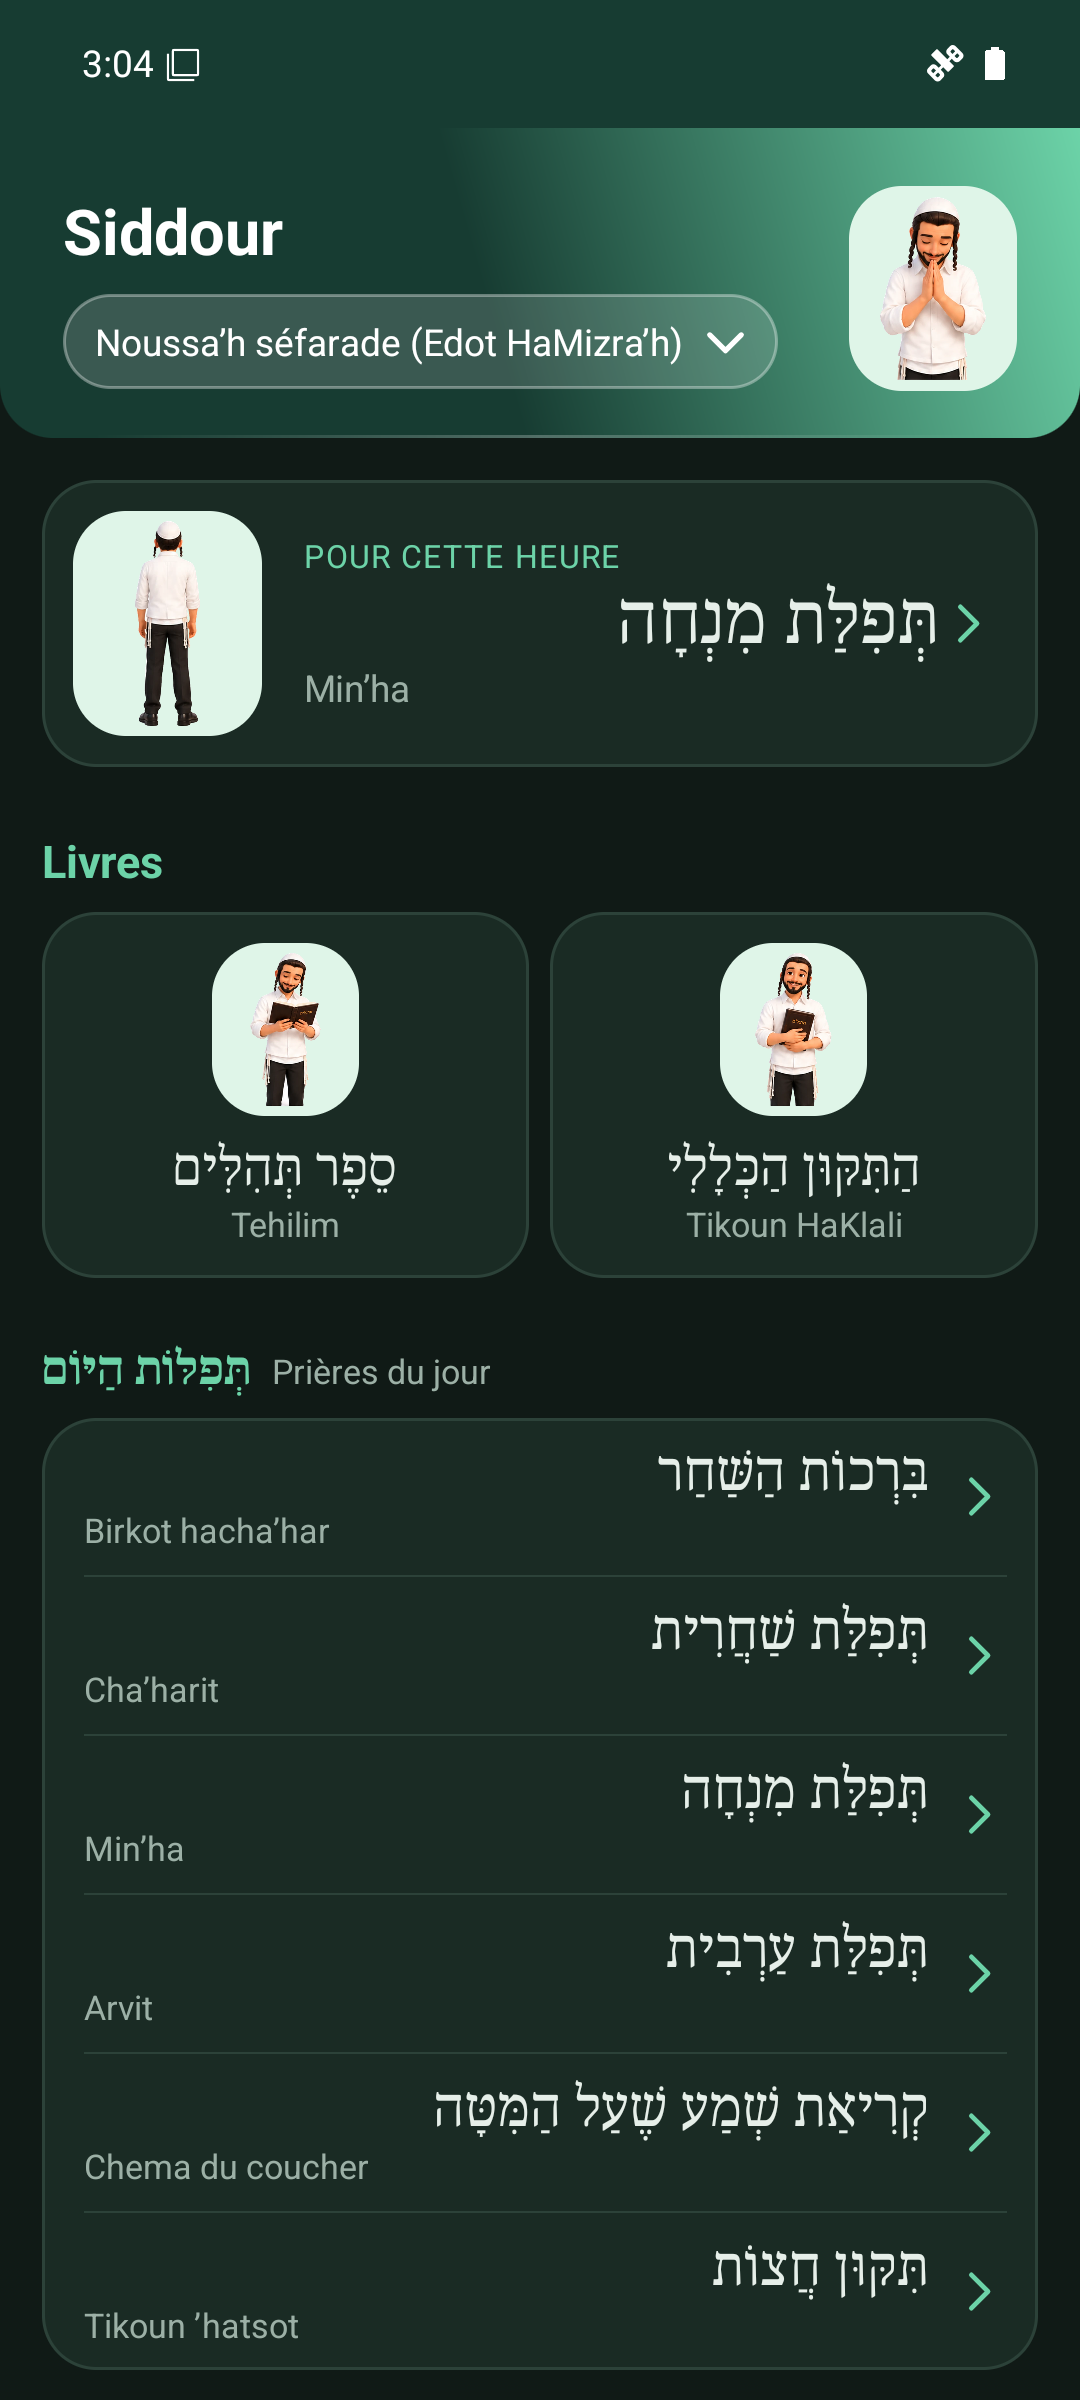 3:04
Siddour
Noussa’h séfarade (Edot HaMizra’h)
POUR CETTE HEURE
תְּפִלַּת מִנְחָה
Min’ha
Livres
סֵפֶר תְּהִלִּים
Tehilim
הַתִּקּוּן הַכְּלָלִי
Tikoun HaKlali
תְּפִלּוֹת הַיּוֹם Prières du jour
בִּרְכוֹת הַשַּׁחַר
Birkot hacha’har
תְּפִלַּת שַׁחֲרִית
Cha’harit
תְּפִלַּת מִנְחָה
Min’ha
תְּפִלַּת עַרְבִית
Arvit
קְרִיאַת שְׁמַע שֶׁעַל הַמִּטָּה
Chema du coucher
תִּקּוּן חֲצוֹת
Tikoun ’hatsot